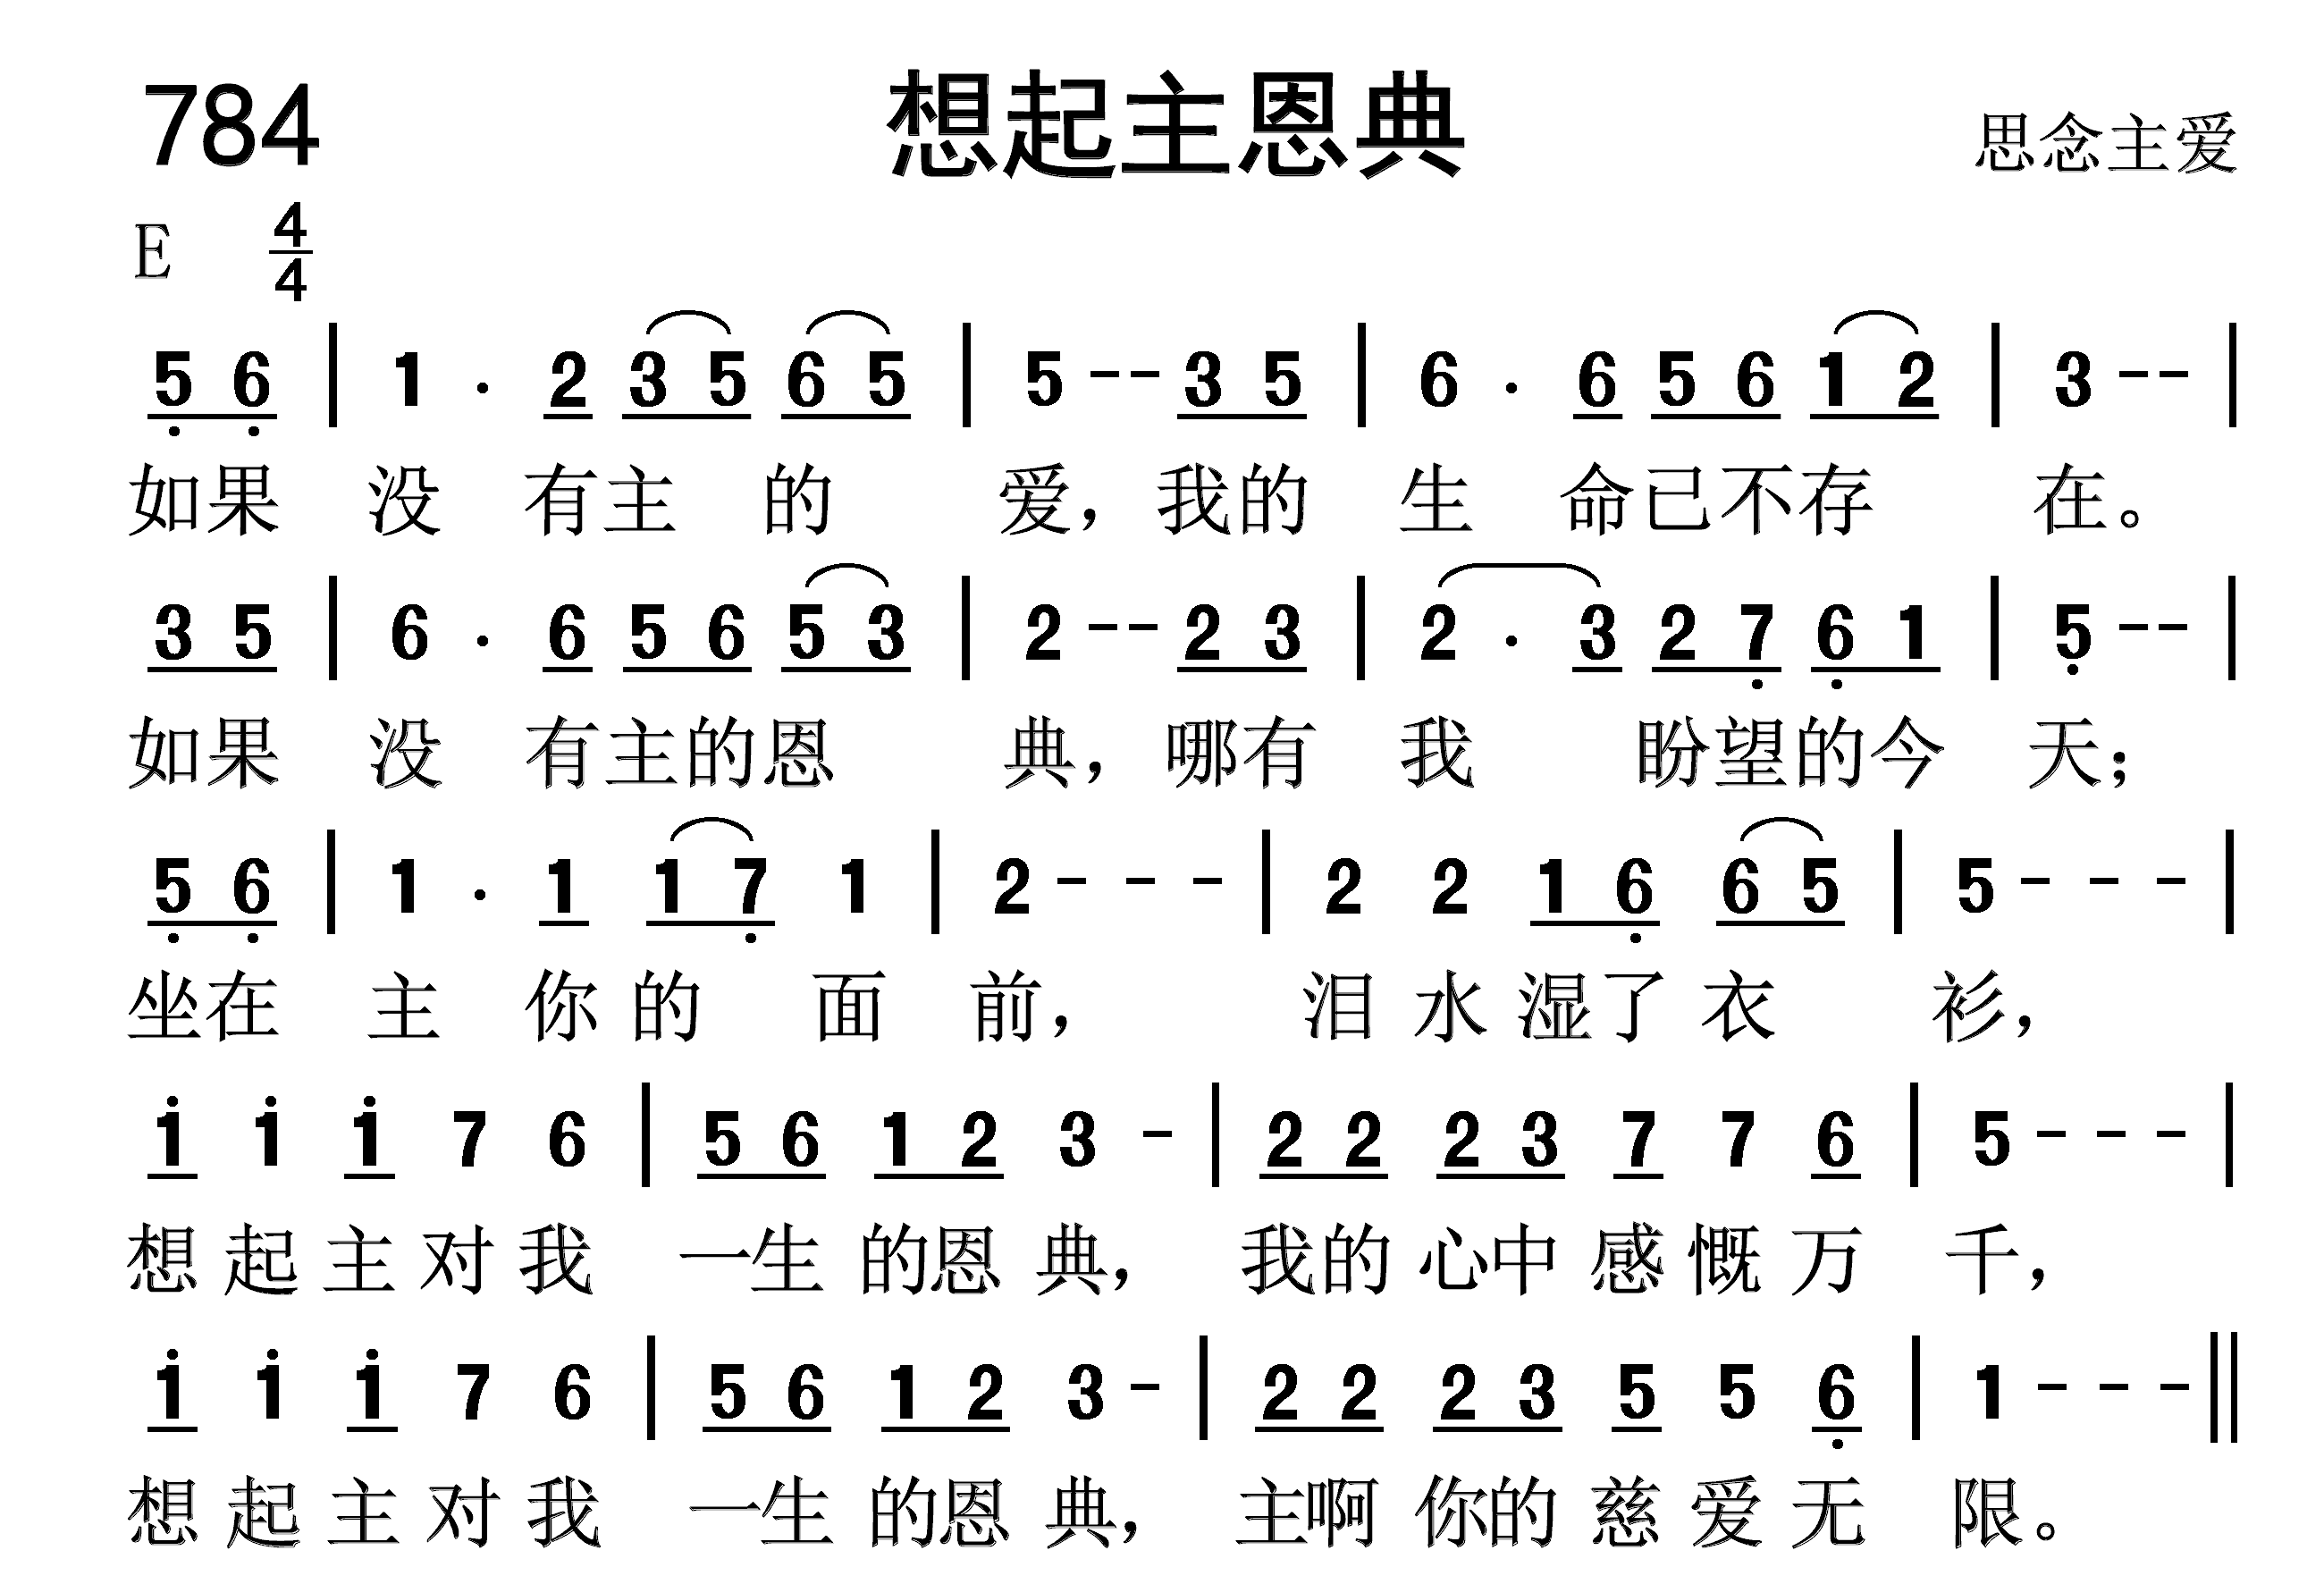 784 想起主恩典 思念主爱
E 4/4
5̣ 6̣ | 1 · 2 3 5 6 5 | 5 - - 3 5 | 6 · 6 5 6 1 2 | 3 - - |
如果 没 有主 的 爱，我的 生 命已不存 在。
3 5 | 6 · 6 5 6 5 3 | 2 - - 2 3 | 2 · 3 2 7̣ 6̣ 1 | 5̣ - - |
如果 没 有主的恩 典，哪有 我 盼望的今 天；
5̣ 6̣ | 1 · 1 1 7̣ 1 | 2 - - - | 2 2 1 6̣ 6 5 | 5 - - - |
坐在 主 你 的 面 前， 泪 水 湿了 衣 衫，
1̇ 1̇ 1̇ 7 6 | 5 6 1 2 3 - | 2 2 2 3 7 7 6 | 5 - - - |
想 起 主 对 我 一生 的恩 典， 我的 心中 感 慨 万 千，
1̇ 1̇ 1̇ 7 6 | 5 6 1 2 3 - | 2 2 2 3 5 5 6̣ | 1 - - - ‖
想 起 主 对 我 一生 的恩 典， 主啊 你的 慈 爱 无 限。